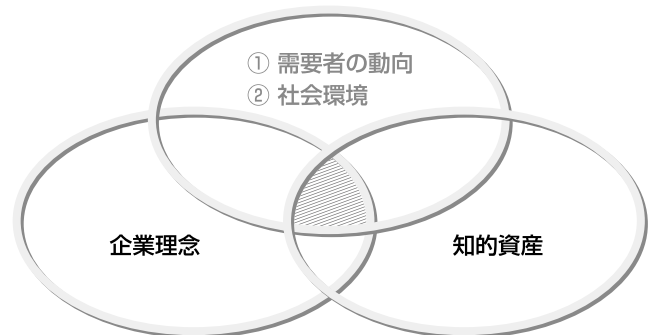 ① 需要者の動向
② 社会環境
企業理念
知的資産